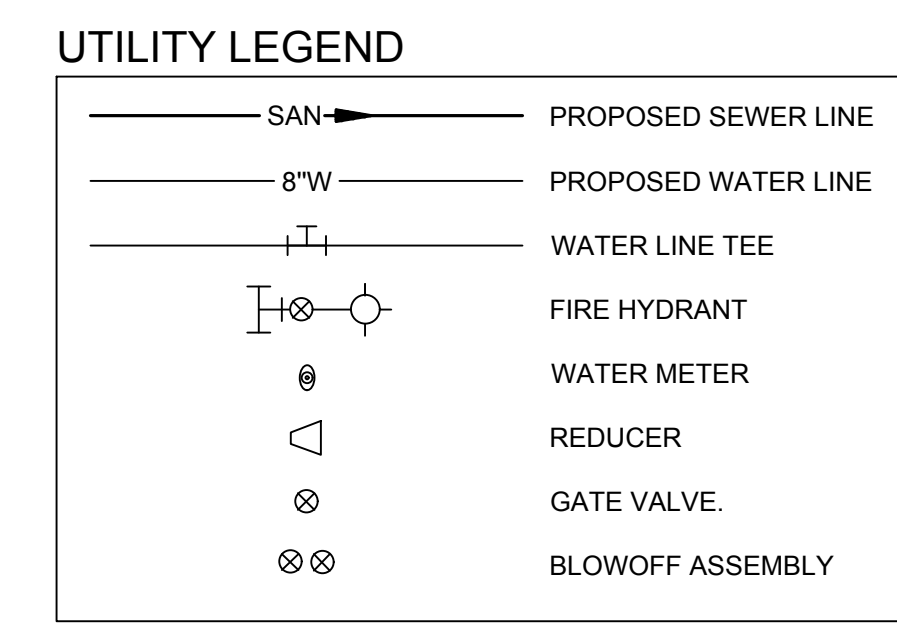 UTILITY LEGEND
SAN PROPOSED SEWER LINE
8"W PROPOSED WATER LINE
WATER LINE TEE
FIRE HYDRANT
WATER METER
REDUCER
GATE VALVE.
BLOWOFF ASSEMBLY